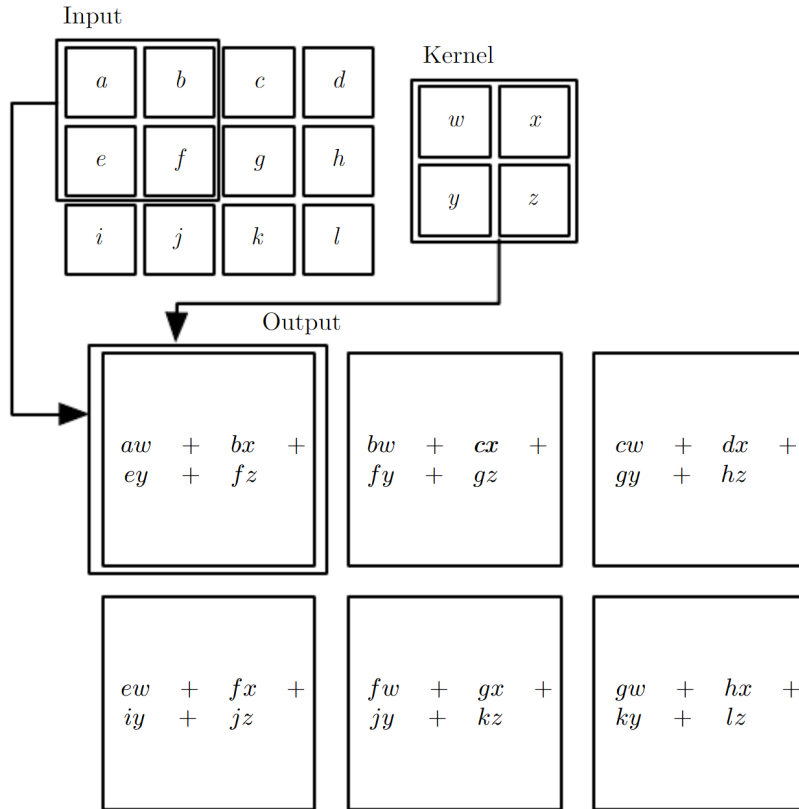 Input
Kernel
a b c d
w x
e f g h
y z
i j k l
Output
aw + bx +
ey + fz
bw + cx +
fy + gz
cw + dx +
gy + hz
ew + fx +
iy + jz
fw + gx +
jy + kz
gw + hx +
ky + lz